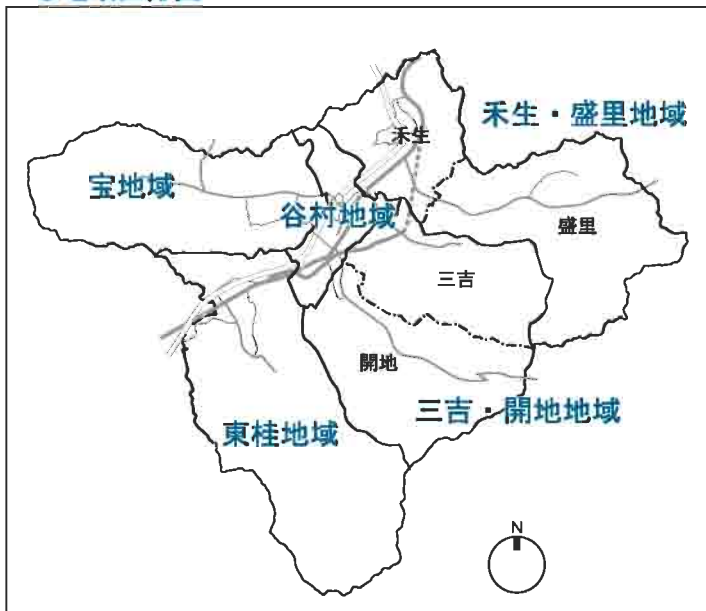 禾生・盛里地域
禾生
宝地域
谷村地域
盛里
三吉
開地
三吉・開地地域
東桂地域
N